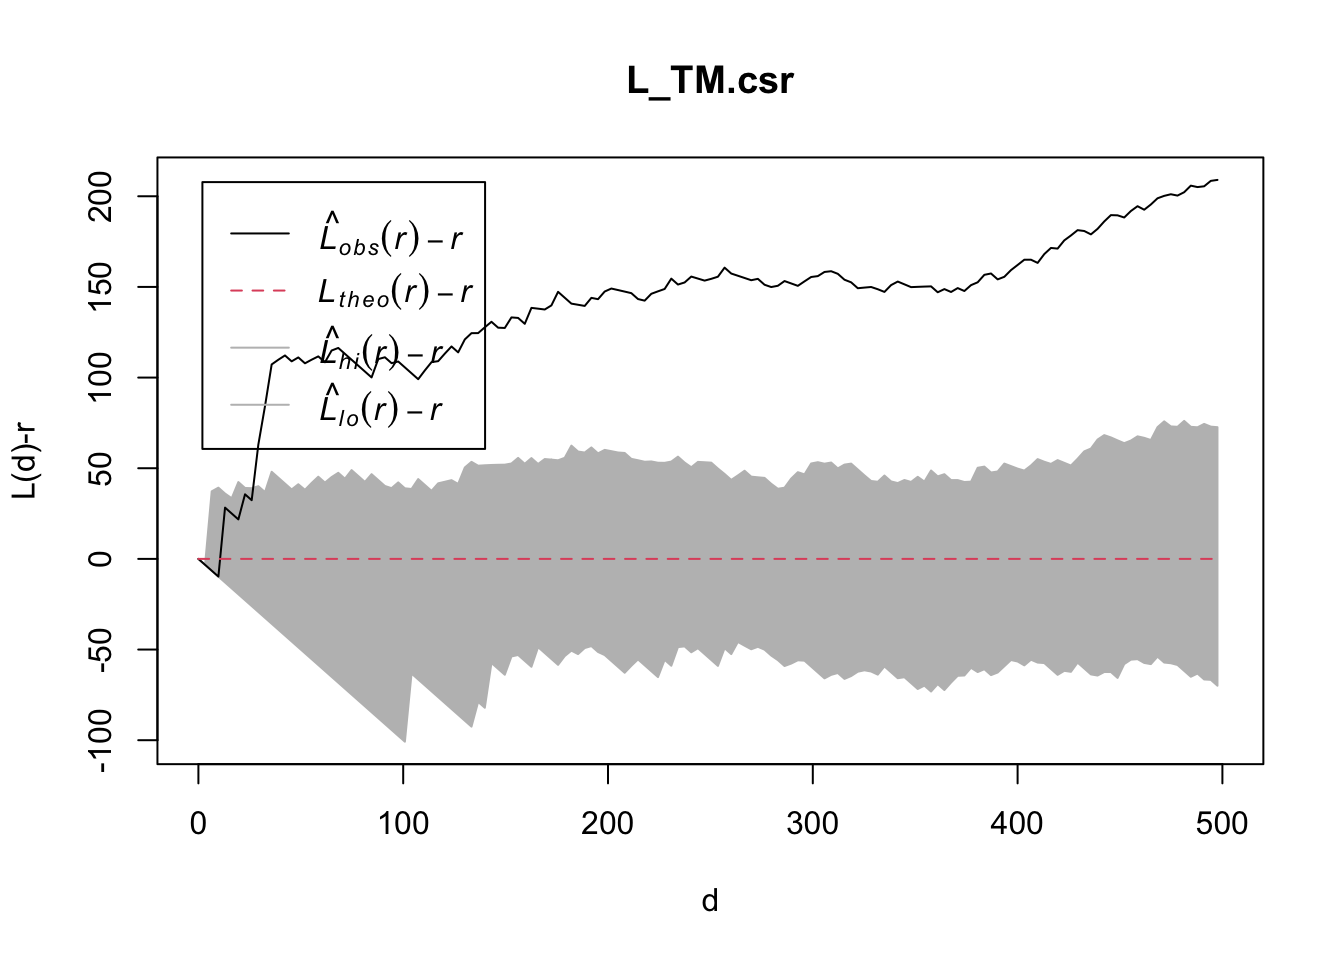 L_TM.csr
L̂obs(r) – r
Ltheo(r) – r
L̂hi(r) – r
L̂lo(r) – r
200
150
100
50
0
-50
-100
L(d)-r
0 100 200 300 400 500
d